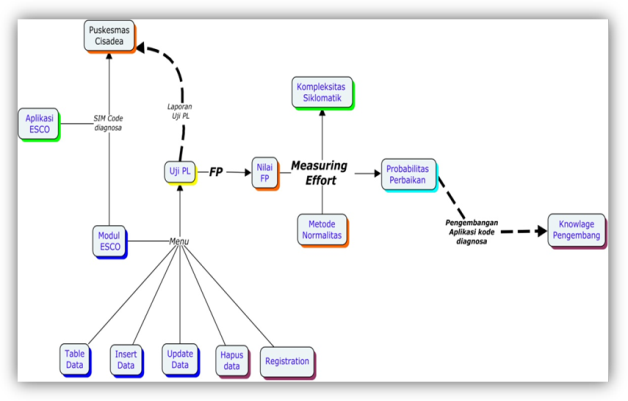 Puskesmas
Cisadea
Kompleksitas
Siklomatik
Laporan
Uji PL
Aplikasi
ESCO
SIM Code
diagnosa
Uji PL
FP
Nilai
FP
Measuring
Effort
Probabilitas
Perbaikan
Modul
ESCO
Menu
Metode
Normalitas
Pengembangan
Aplikasi kode
diagnosa
Knowlage
Pengembang
Table
Data
Insert
Data
Update
Data
Hapus
data
Registration